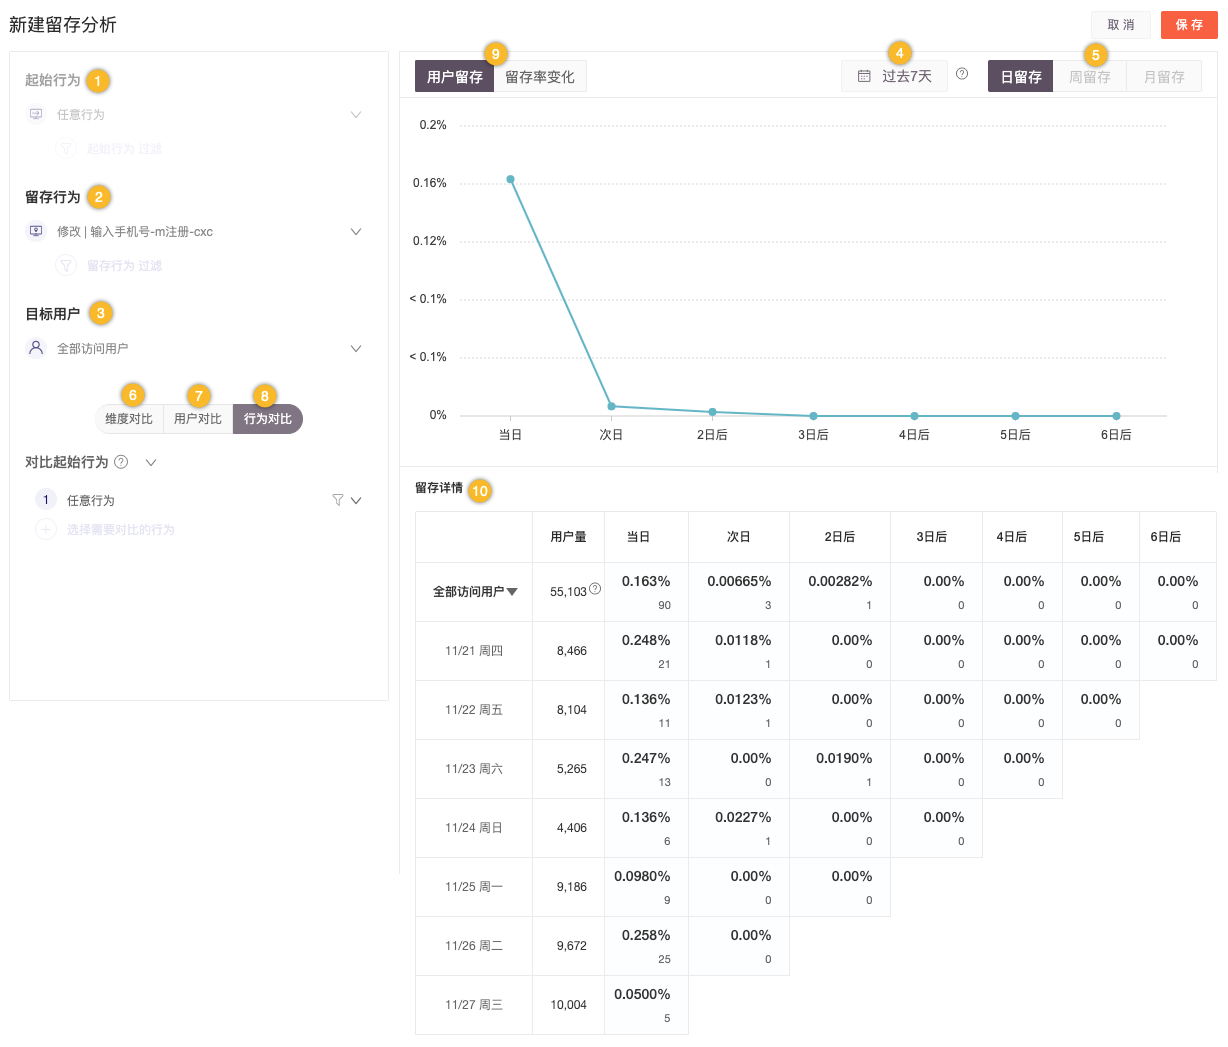 新建留存分析
取 消
保 存
起始行为 1
任意行为
起始行为 过滤
留存行为 2
修改 | 输入手机号-m注册-cxc
留存行为 过滤
目标用户 3
全部访问用户
6 7 8
维度对比 用户对比 行为对比
对比起始行为 ?
1 任意行为
选择需要对比的行为
9
用户留存 留存率变化
4
过去7天 ?
5
日留存 周留存 月留存
0.2%
0.16%
0.12%
< 0.1%
< 0.1%
0%
当日 次日 2日后 3日后 4日后 5日后 6日后
留存详情 10
用户量 当日 次日 2日后 3日后 4日后 5日后 6日后
全部访问用户 55,103 ? 0.163% 0.00665% 0.00282% 0.00% 0.00% 0.00% 0.00%
90 3 1 0 0 0 0
11/21 周四 8,466 0.248% 0.0118% 0.00% 0.00% 0.00% 0.00% 0.00%
21 1 0 0 0 0 0
11/22 周五 8,104 0.136% 0.0123% 0.00% 0.00% 0.00% 0.00%
11 1 0 0 0 0
11/23 周六 5,265 0.247% 0.00% 0.0190% 0.00% 0.00%
13 0 1 0 0
11/24 周日 4,406 0.136% 0.0227% 0.00% 0.00%
6 1 0 0
11/25 周一 9,186 0.0980% 0.00% 0.00%
9 0 0
11/26 周二 9,672 0.258% 0.00%
25 0
11/27 周三 10,004 0.0500%
5